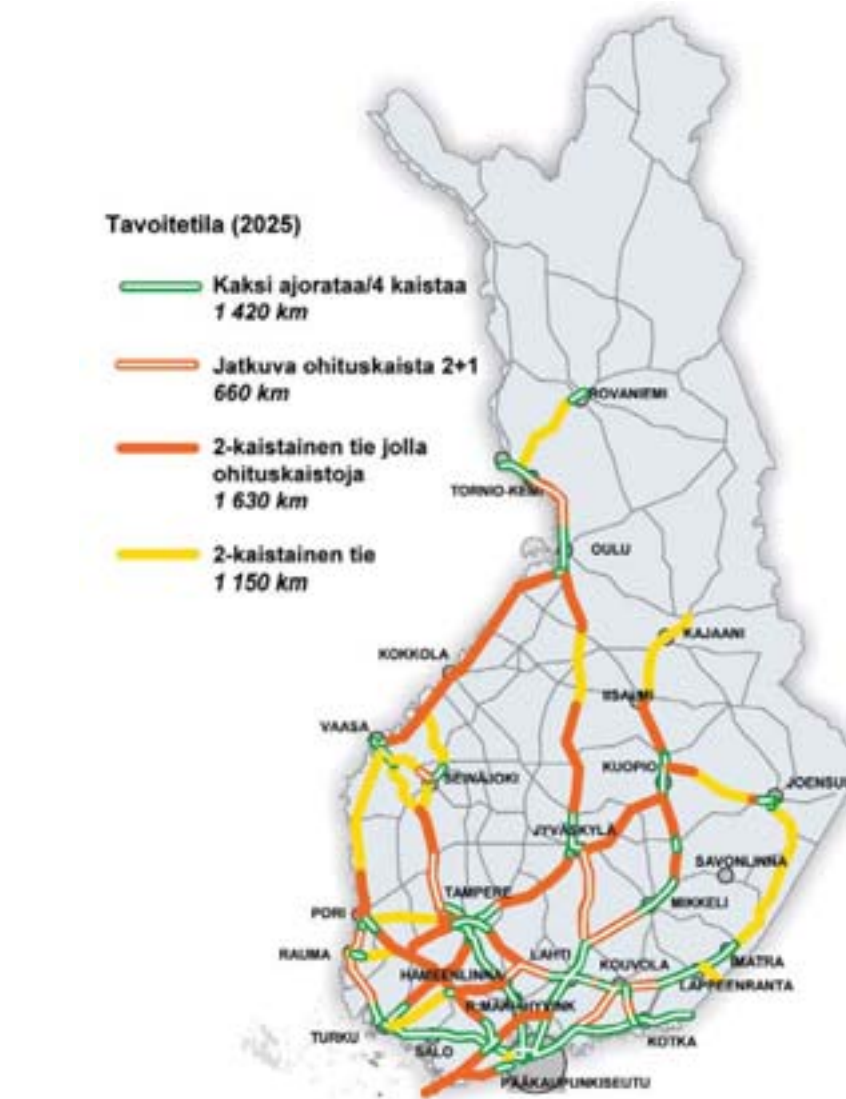 Tavoitetila (2025)
Kaksi ajorataa/4 kaistaa
1 420 km
Jatkuva ohituskaista 2+1
660 km
2-kaistainen tie jolla
ohituskaistoja
1 630 km
2-kaistainen tie
1 150 km
ROVANIEMI
TORNIO-KEMI
OULU
KAJAANI
KOKKOLA
IISALMI
VAASA
KUOPIO
SEINÄJOKI
JOENSUU
JYVÄSKYLÄ
SAVONLINNA
TAMPERE
MIKKELI
PORI
RAUMA
LAHTI
KOUVOLA
IMATRA
HÄMEENLINNA
LAPPEENRANTA
TURKU
SALO
KOTKA
PÄÄKAUPUNKISEUTU